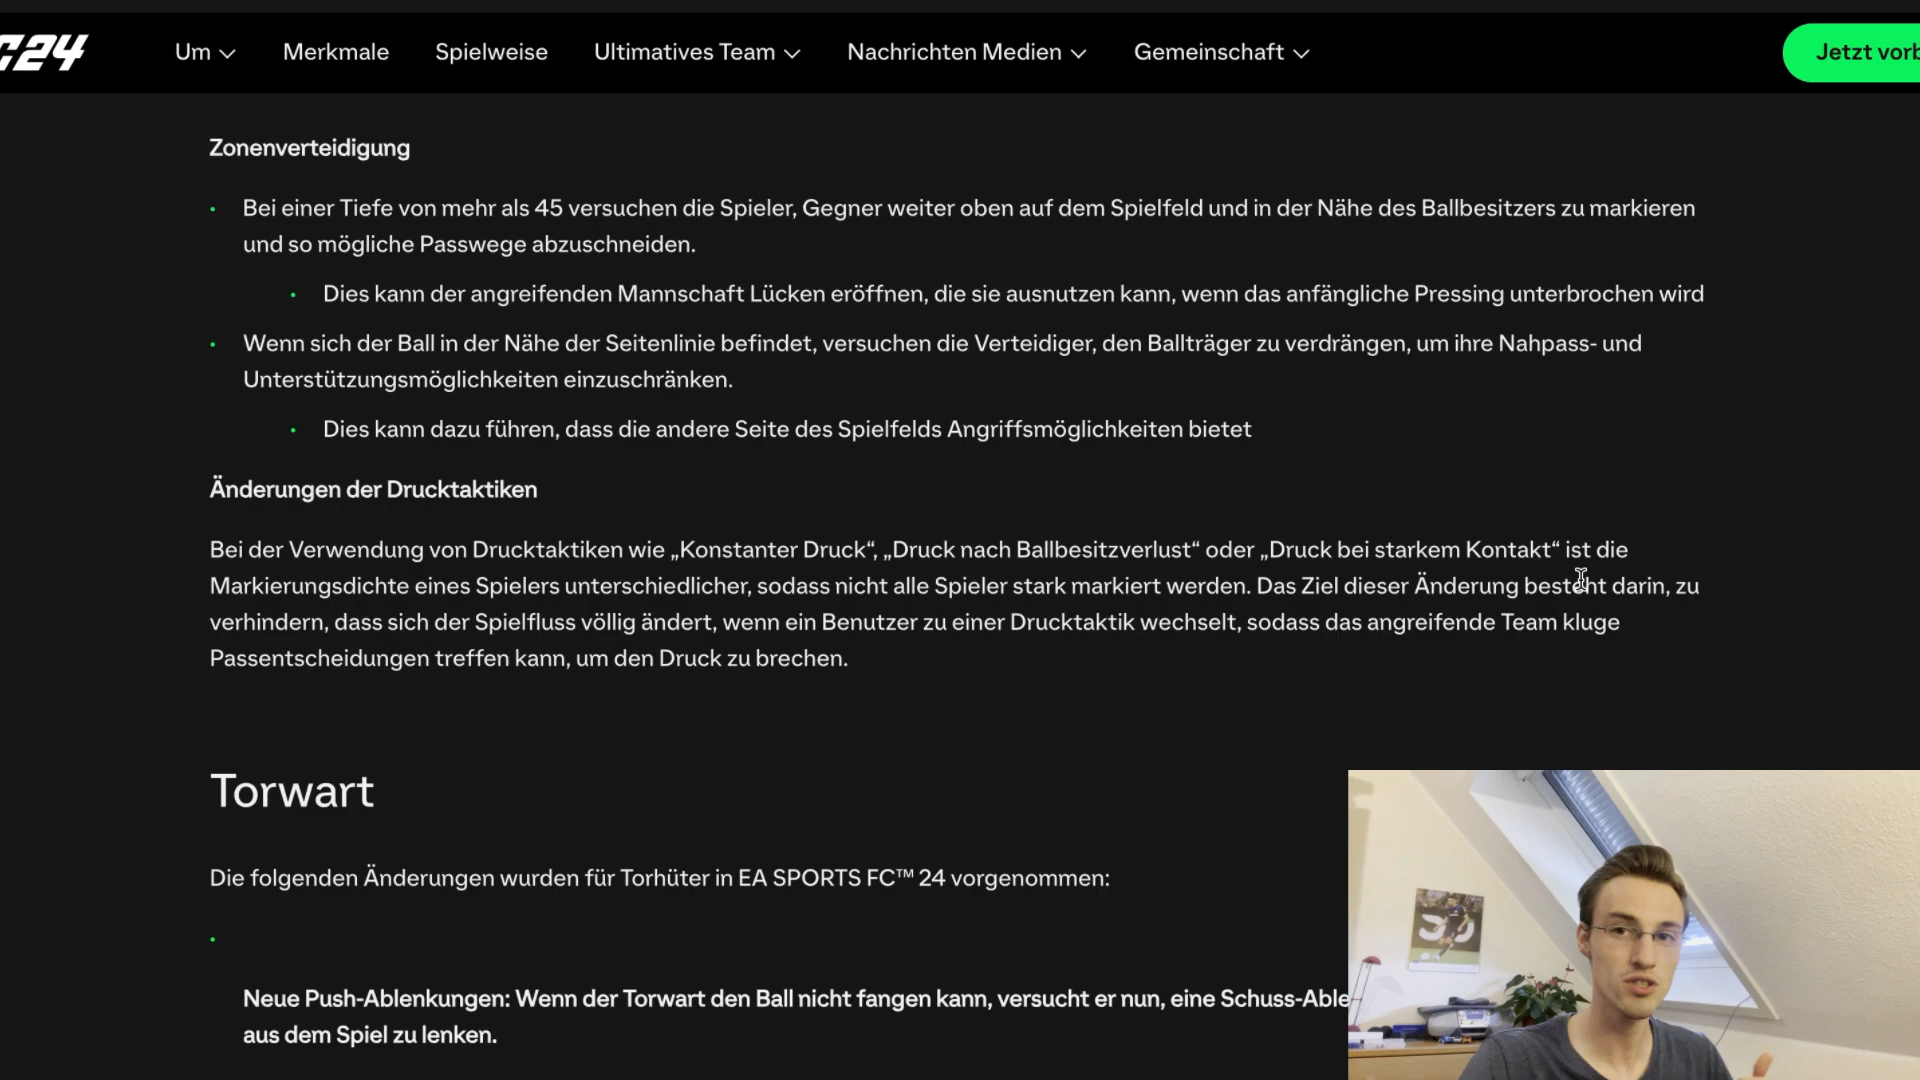 C24
Um
Merkmale
Spielweise
Ultimatives Team
Nachrichten Medien
Gemeinschaft
Jetzt
Zonenverteidigung
Bei einer Tiefe von mehr als 45 versuchen die Spieler, Gegner weiter oben auf dem Spielfeld und in der Nähe des Ballbesitzers zu markieren
und so mögliche Passwege abzuschneiden.
Dies kann der angreifenden Mannschaft Lücken eröffnen, die sie ausnutzen kann, wenn das anfängliche Pressing unterbrochen wird
Wenn sich der Ball in der Nähe der Seitenlinie befindet, versuchen die Verteidiger, den Ballträger zu verdrängen, um ihre Nahpass- und
Unterstützungsmöglichkeiten einzuschränken.
Dies kann dazu führen, dass die andere Seite des Spielfelds Angriffsmöglichkeiten bietet
Änderungen der Drucktaktiken
Bei der Verwendung von Drucktaktiken wie „Konstanter Druck“, „Druck nach Ballbesitzverlust“ oder „Druck bei starkem Kontakt“ ist die
Markierungsdichte eines Spielers unterschiedlicher, sodass nicht alle Spieler stark markiert werden. Das Ziel dieser Änderung besteht darin, zu
verhindern, dass sich der Spielfluss völlig ändert, wenn ein Benutzer zu einer Drucktaktik wechselt, sodass das angreifende Team kluge
Passentscheidungen treffen kann, um den Druck zu brechen.
Torwart
Die folgenden Änderungen wurden für Torhüter in EA SPORTS FC™ 24 vorgenommen:
Neue Push-Ablenkungen: Wenn der Torwart den Ball nicht fangen kann, versucht er nun, eine Schuss-Able
aus dem Spiel zu lenken.